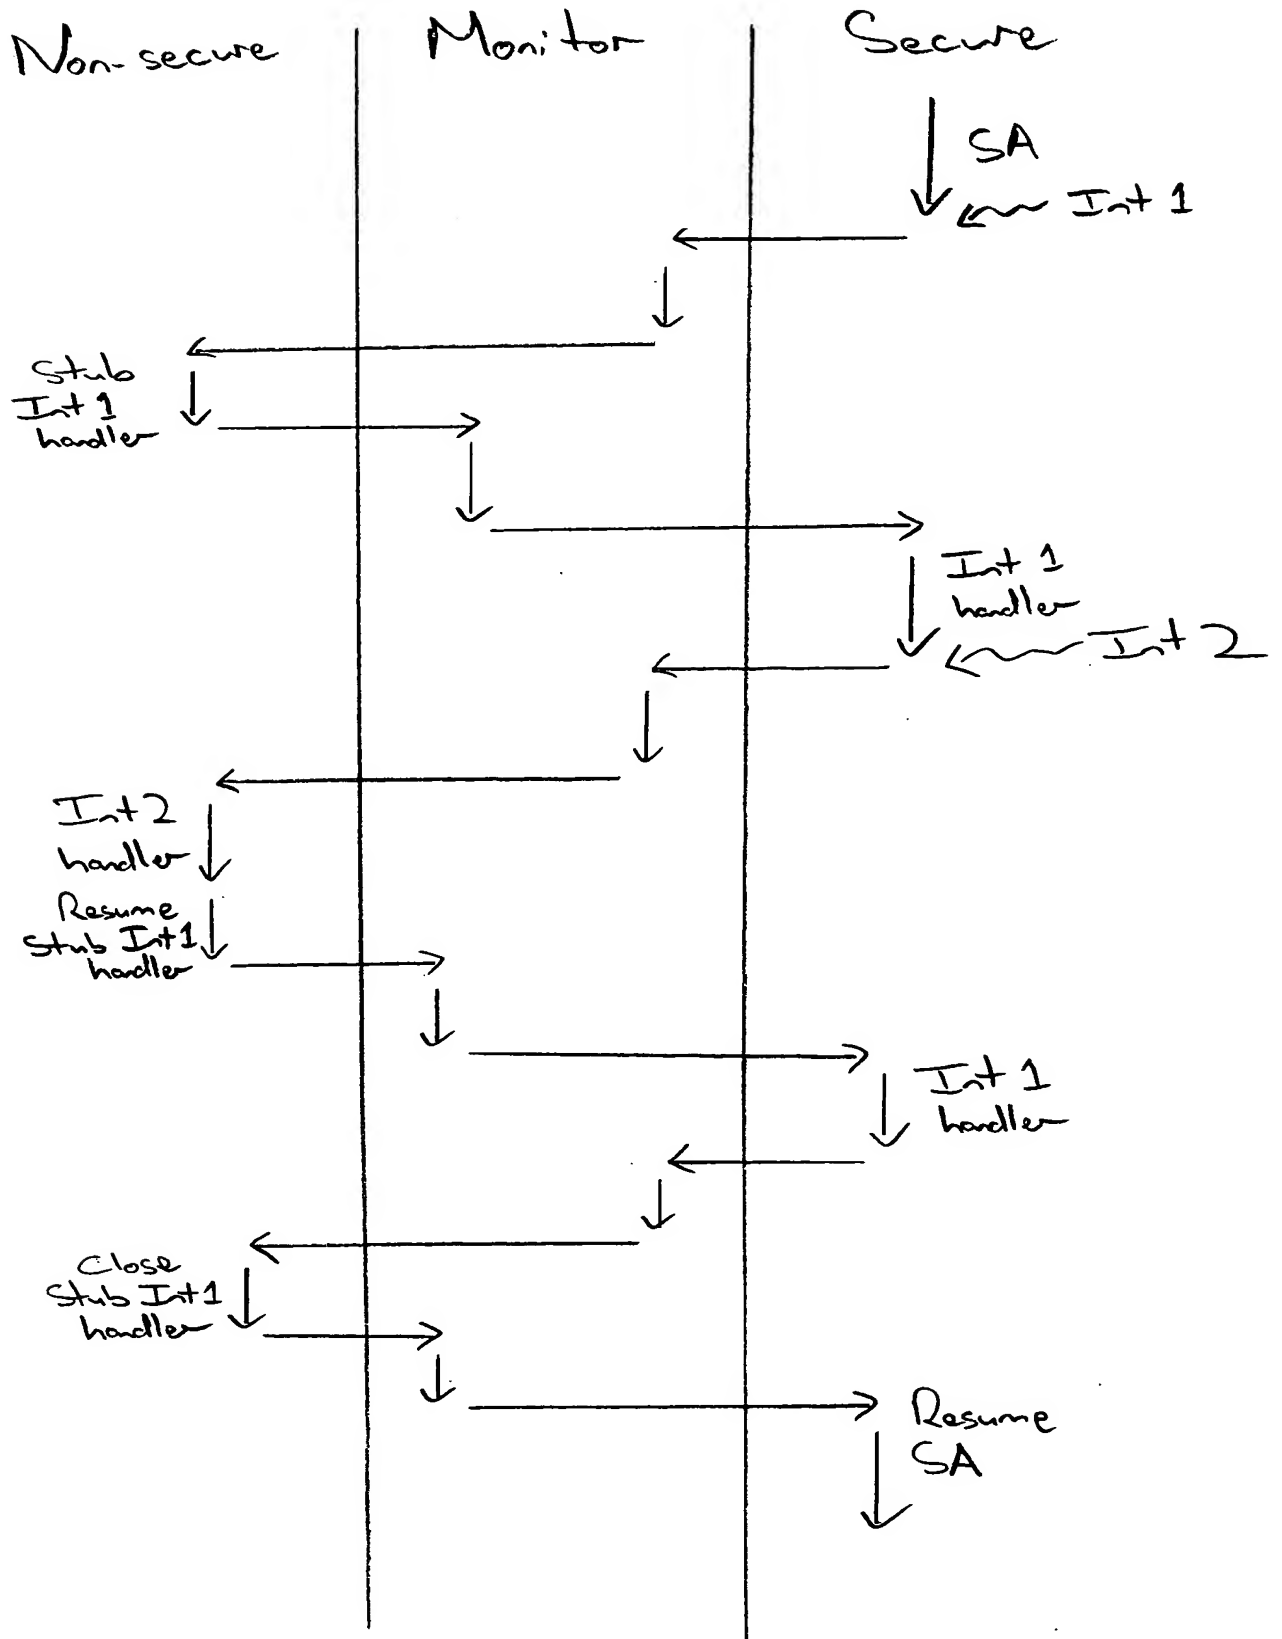 Non-secure
Monitor
Secure
SA
Int 1
Stub
Int 1
handler
Int 1
handler
Int 2
Int 2
handler
Resume
Stub Int 1
handler
Int 1
handler
Close
Stub Int 1
handler
Resume
SA